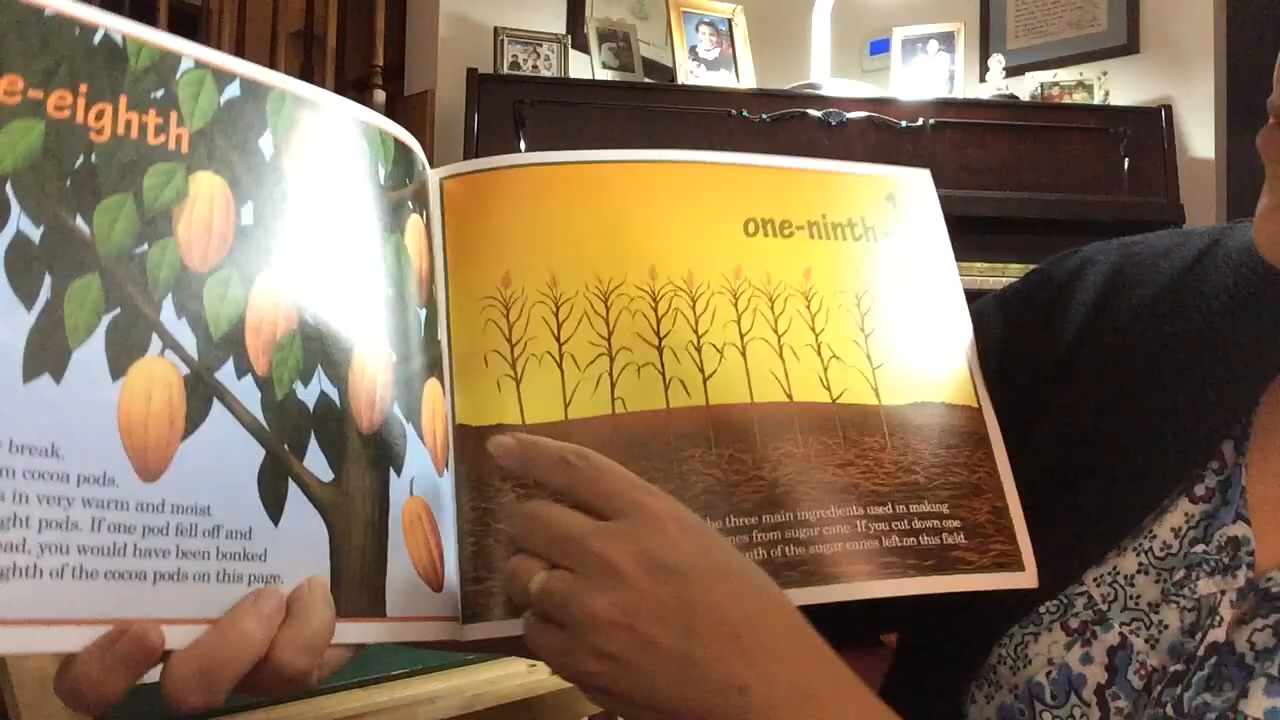 e-eighth
break.
m cocoa pods.
s in very warm and moist
ght pods. If one pod fell off and
ad, you would have been bonked
ghth of the cocoa pods on this page.
one-ninth
the three main ingredients used in making
nes from sugar cane. If you cut down one
nth of the sugar canes left on this field.